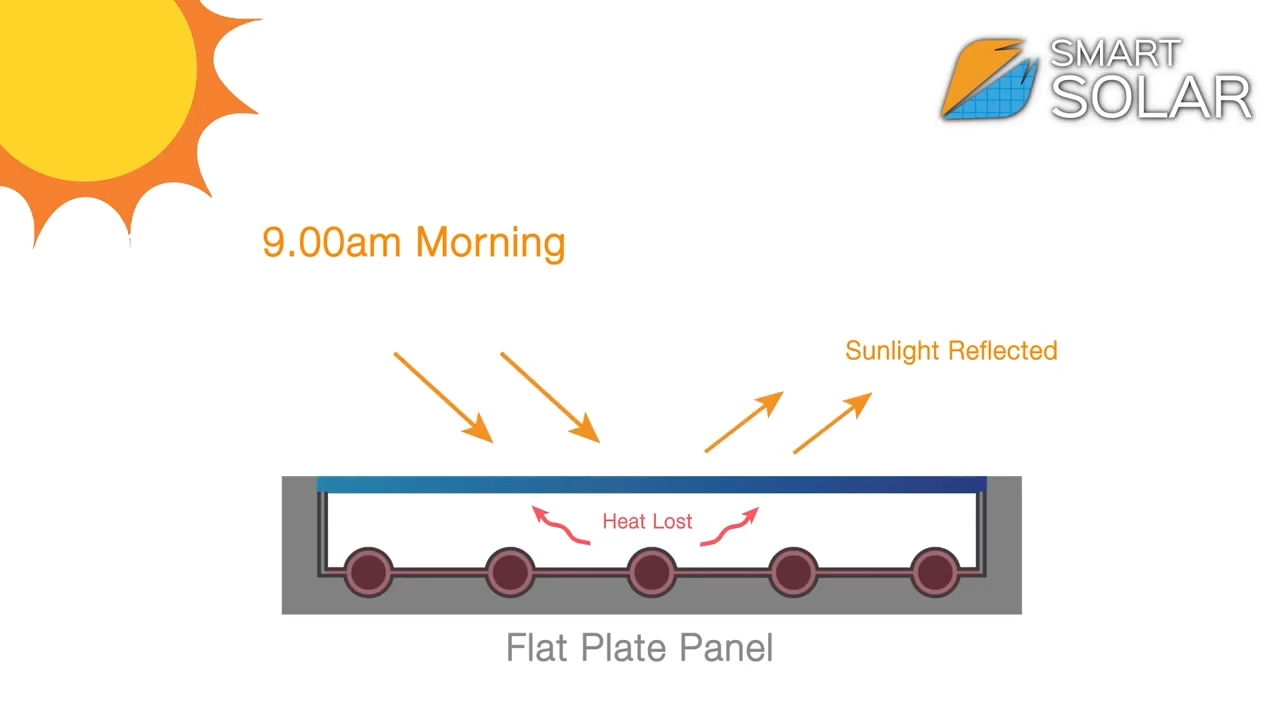 SMART
SOLAR
9.00am Morning
Sunlight Reflected
Heat Lost
Flat Plate Panel